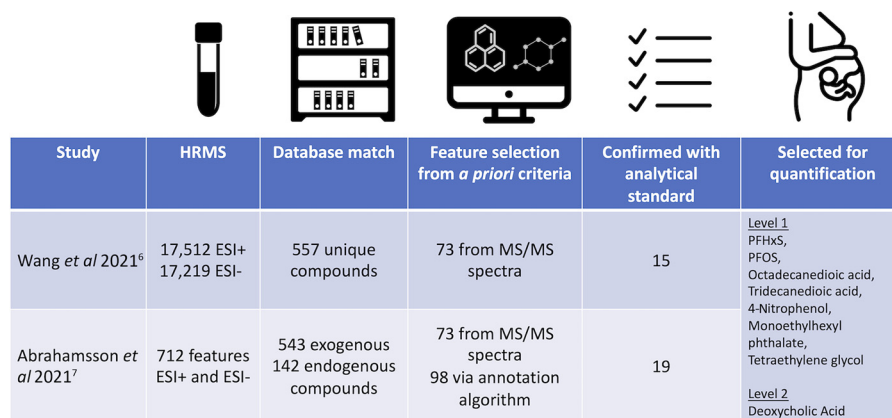 Study
HRMS
Database match
Feature selection
from a priori criteria
Confirmed with
analytical
standard
Selected for
quantification
Wang et al 2021⁶
17,512 ESI+
17,219 ESI-
557 unique
compounds
73 from MS/MS
spectra
15
Level 1
PFHxS,
PFOS,
Octadecanedioic acid,
Tridecanedioic acid,
4-Nitrophenol,
Monoethylhexyl
phthalate,
Tetraethylene glycol
Level 2
Deoxycholic Acid
Abrahamsson et
al 2021⁷
712 features
ESI+ and ESI-
543 exogenous
142 endogenous
compounds
73 from MS/MS
spectra
98 via annotation
algorithm
19